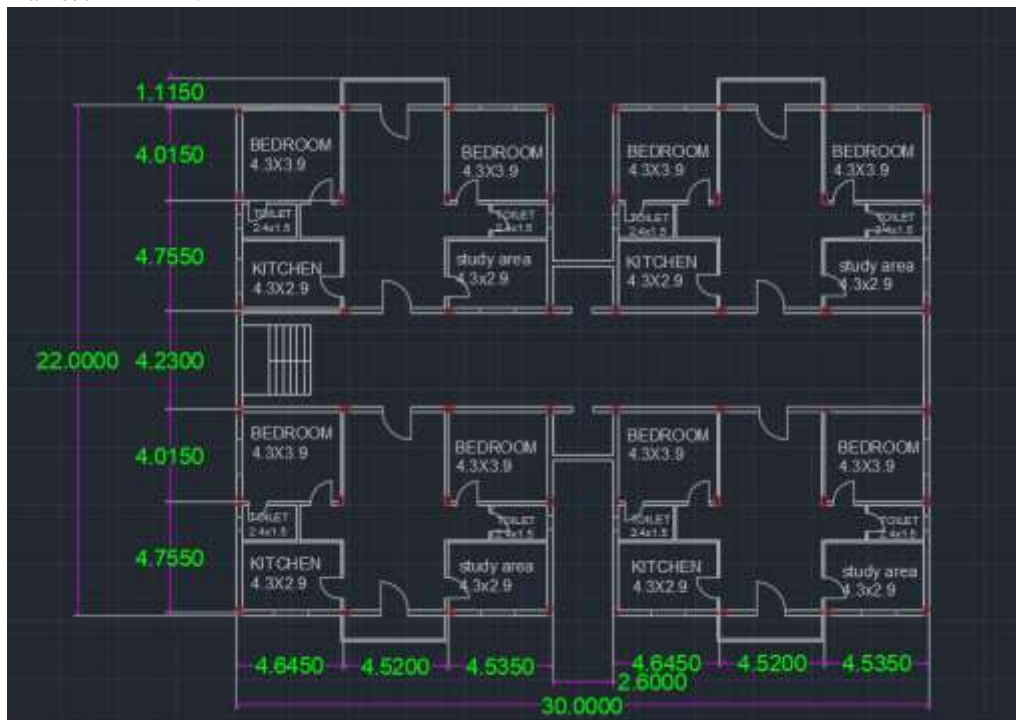 1.1150
4.0150
BEDROOM
4.3X3.9
BEDROOM
4.3X3.9
BEDROOM
4.3X3.9
BEDROOM
4.3X3.9
TOILET
2.4x1.5
TOILET
2.4x1.5
TOILET
2.4x1.5
TOILET
2.4x1.5
4.7550
KITCHEN
4.3X2.9
study area
4.3x2.9
KITCHEN
4.3X2.9
study area
4.3x2.9
22.0000
4.2300
4.0150
BEDROOM
4.3X3.9
BEDROOM
4.3X3.9
BEDROOM
4.3X3.9
BEDROOM
4.3X3.9
TOILET
2.4x1.5
TOILET
2.4x1.5
TOILET
2.4x1.5
TOILET
2.4x1.5
4.7550
KITCHEN
4.3X2.9
study area
4.3x2.9
KITCHEN
4.3X2.9
study area
4.3x2.9
4.6450 4.5200 4.5350 4.6450 4.5200 4.5350
2.6000
30.0000